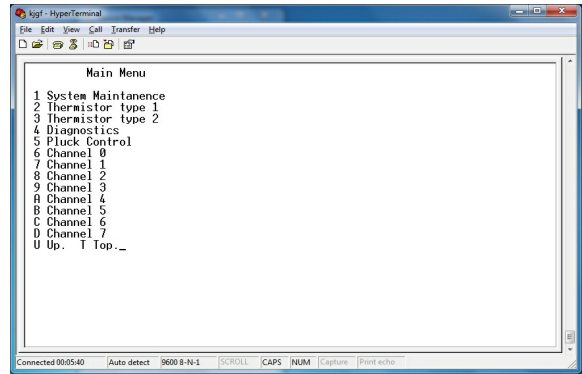 kjgf - HyperTerminal
File Edit View Call Transfer Help
Main Menu
1 System Maintanence
2 Thermistor type 1
3 Thermistor type 2
4 Diagnostics
5 Pluck Control
6 Channel 0
7 Channel 1
8 Channel 2
9 Channel 3
A Channel 4
B Channel 5
C Channel 6
D Channel 7
U Up. T Top._
Connected 00:05:40 Auto detect 9600 8-N-1 SCROLL CAPS NUM Capture Print echo